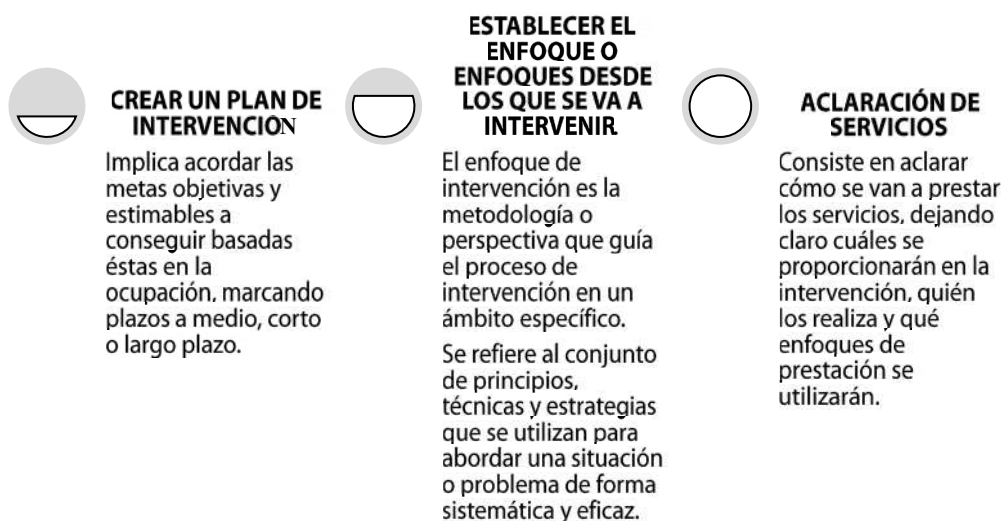 CREAR UN PLAN DE
INTERVENCIÓN
Implica acordar las
metas objetivas y
estimables a
conseguir basadas
éstas en la
ocupación, marcando
plazos a medio, corto
o largo plazo.
ESTABLECER EL
ENFOQUE O
ENFOQUES DESDE
LOS QUE SE VA A
INTERVENIR
El enfoque de
intervención es la
metodología o
perspectiva que guía
el proceso de
intervención en un
ámbito específico.
Se refiere al conjunto
de principios,
técnicas y estrategias
que se utilizan para
abordar una situación
o problema de forma
sistemática y eficaz.
ACLARACIÓN DE
SERVICIOS
Consiste en aclarar
cómo se van a prestar
los servicios, dejando
claro cuáles se
proporcionarán en la
intervención, quién
los realiza y qué
enfoques de
prestación se
utilizarán.